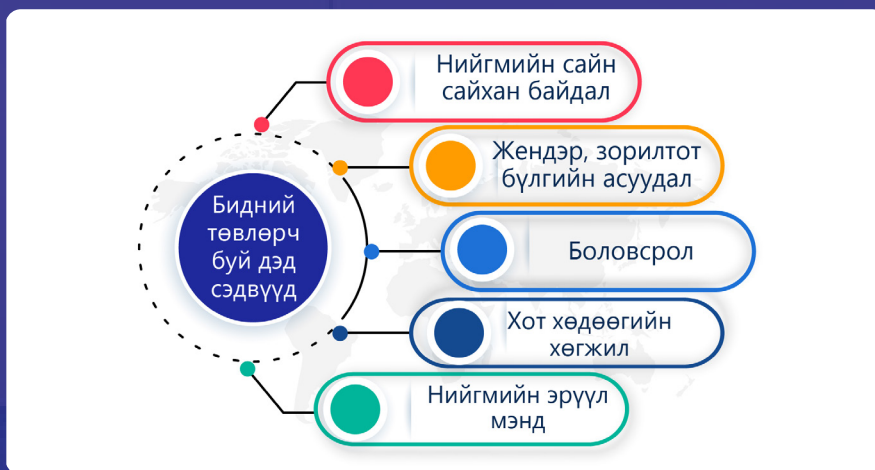 Нийгмийн сайн
сайхан байдал
Жендэр, зорилтот
бүлгийн асуудал
Бидний
төвлөрч
буй дэд
сэдвүүд
Боловсрол
Хот хөдөөгийн
хөгжил
Нийгмийн эрүүл
мэнд